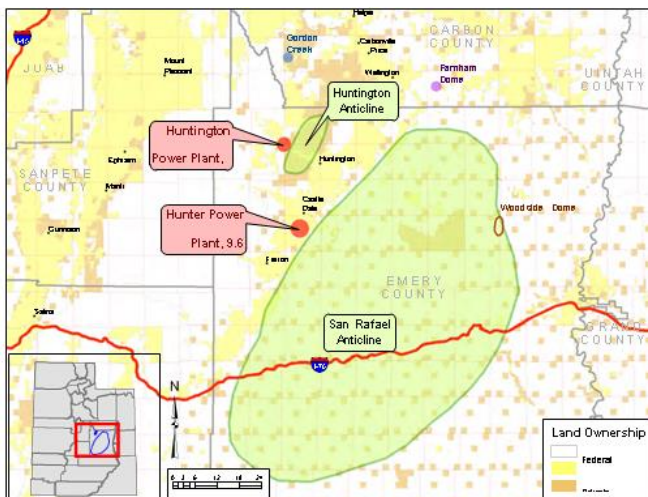 Gordon
Creek
Helper
Carbonville
Price
CARBON
COUNTY
JUAB
Mount
Pleasant
Wellington
Farnham
Dome
UINTAH
COUNTY
Huntington
Anticline
Huntington
Power Plant,
Huntington
Ephraim
SANPETE
COUNTY
Manti
Castle
Dale
Woodside Dome
Hunter Power
Plant, 9.6
Gunnison
Ferron
EMERY
COUNTY
Salina
San Rafael
Anticline
GRAND
COUNTY
I-70
N
Land Ownership
Federal
Private